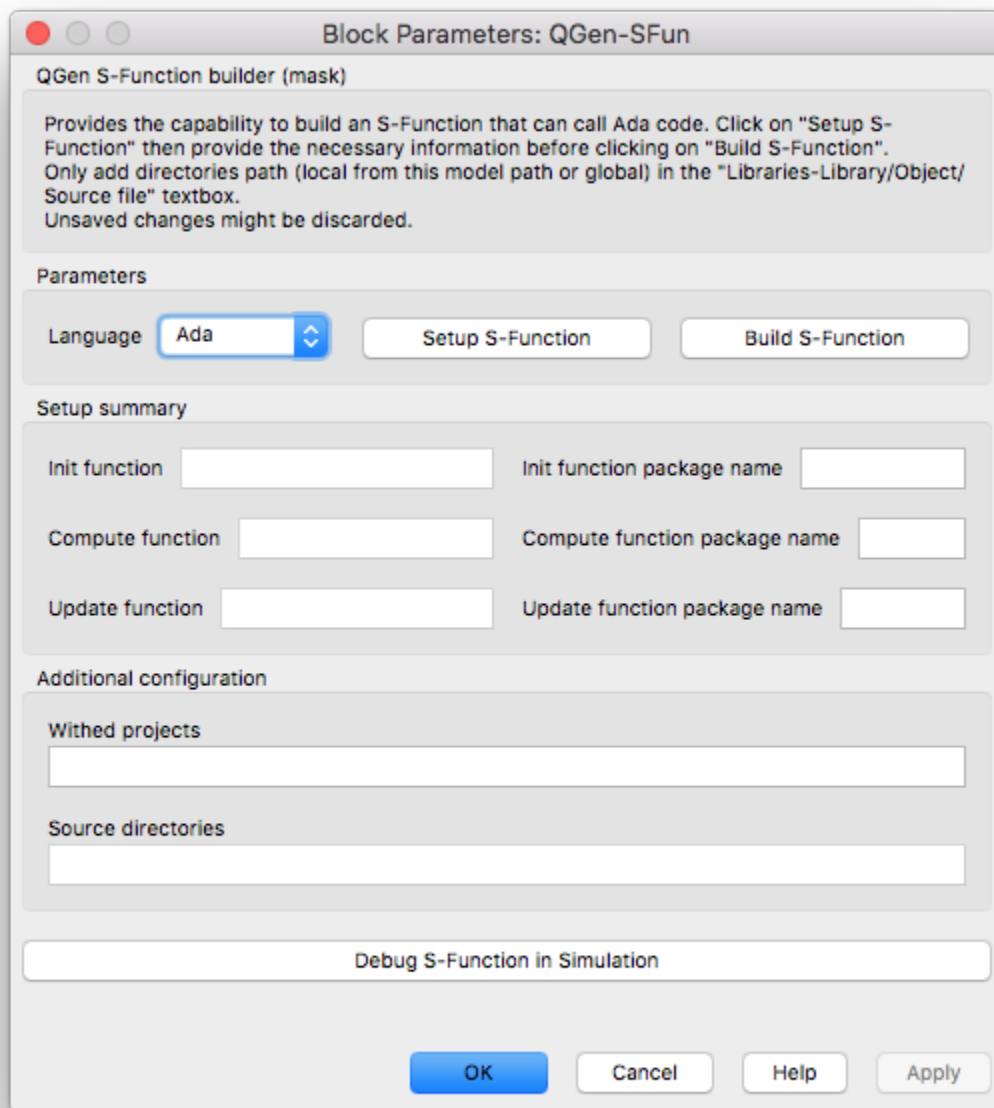 Block Parameters: QGen-SFun
QGen S-Function builder (mask)
Provides the capability to build an S-Function that can call Ada code. Click on "Setup S-
Function" then provide the necessary information before clicking on "Build S-Function".
Only add directories path (local from this model path or global) in the "Libraries-Library/Object/
Source file" textbox.
Unsaved changes might be discarded.
Parameters
Language Ada Setup S-Function Build S-Function
Setup summary
Init function Init function package name
Compute function Compute function package name
Update function Update function package name
Additional configuration
Withed projects
Source directories
Debug S-Function in Simulation
OK Cancel Help Apply